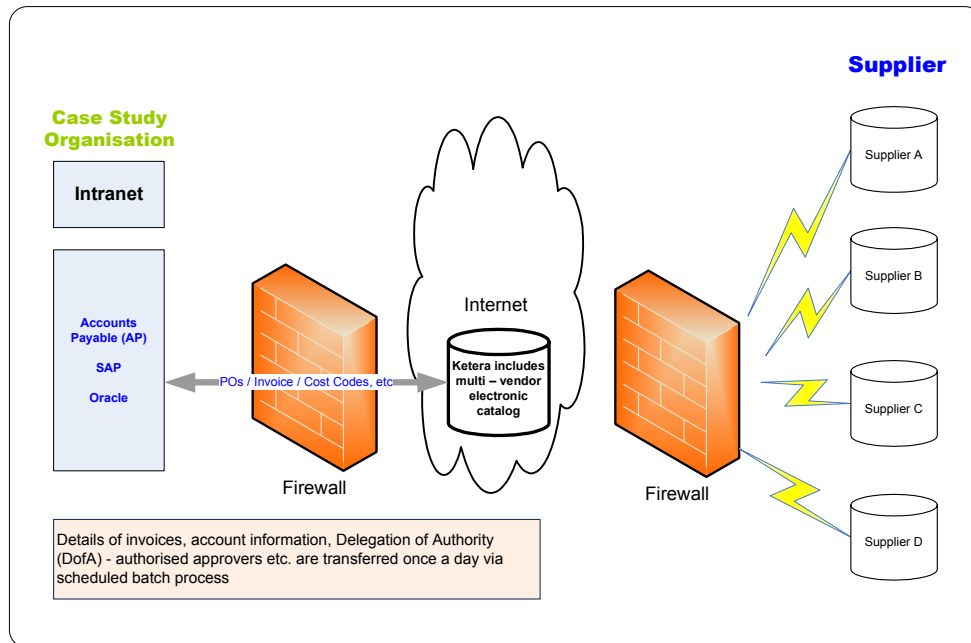 Supplier
Case Study
Organisation
Intranet
Accounts
Payable (AP)
SAP
Oracle
POs / Invoice / Cost Codes, etc
Firewall
Internet
Ketera includes
multi – vendor
electronic
catalog
Firewall
Supplier A
Supplier B
Supplier C
Supplier D
Details of invoices, account information, Delegation of Authority
(DofA) - authorised approvers etc. are transferred once a day via
scheduled batch process